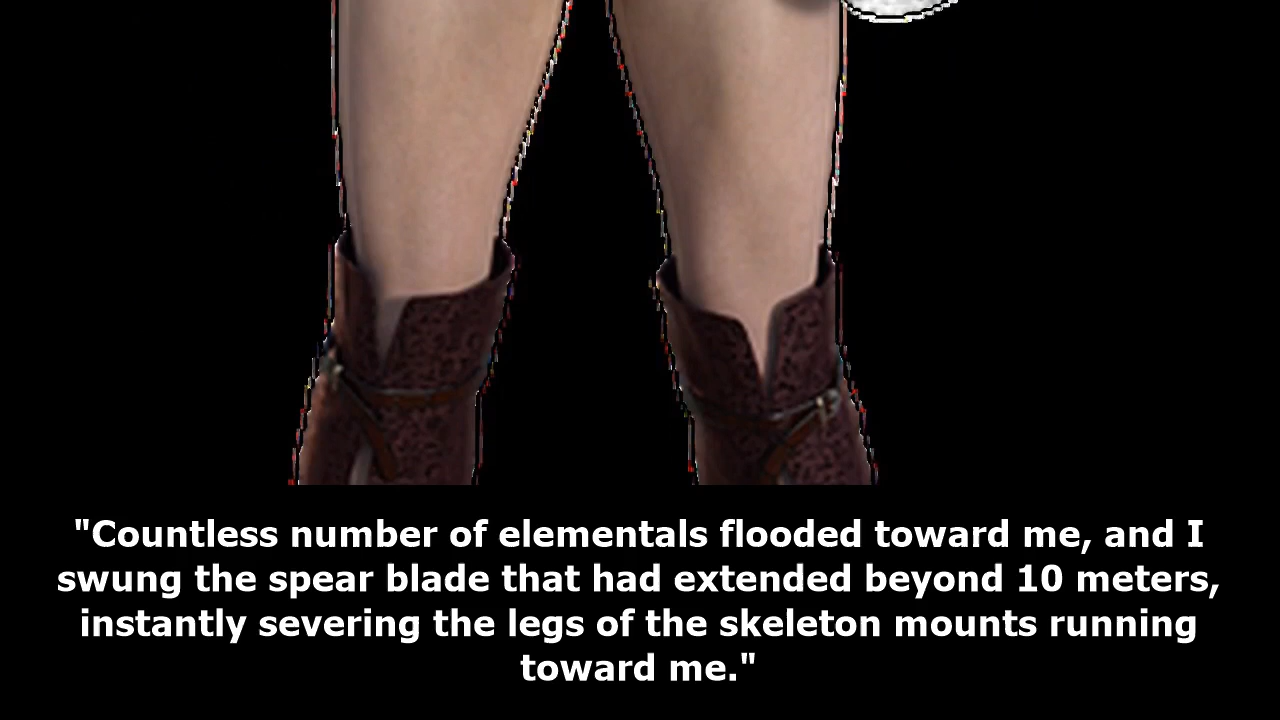 "Countless number of elementals flooded toward me, and I
swung the spear blade that had extended beyond 10 meters,
instantly severing the legs of the skeleton mounts running
toward me."